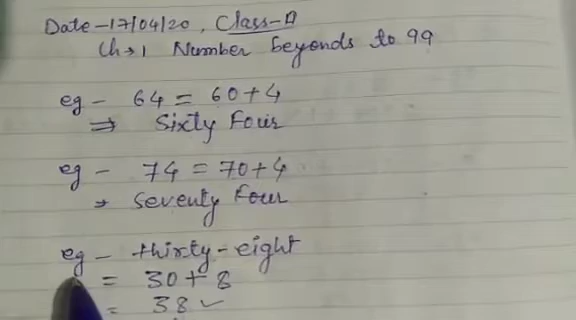 Date-17/04/20, Class-II
Ch→1 Number beyonds to 99
eg - 64 = 60+4
⇒ Sixty Four
eg - 74 = 70+4
→ Seventy Four
eg - thirty-eight
= 30+8
= 38 ✓